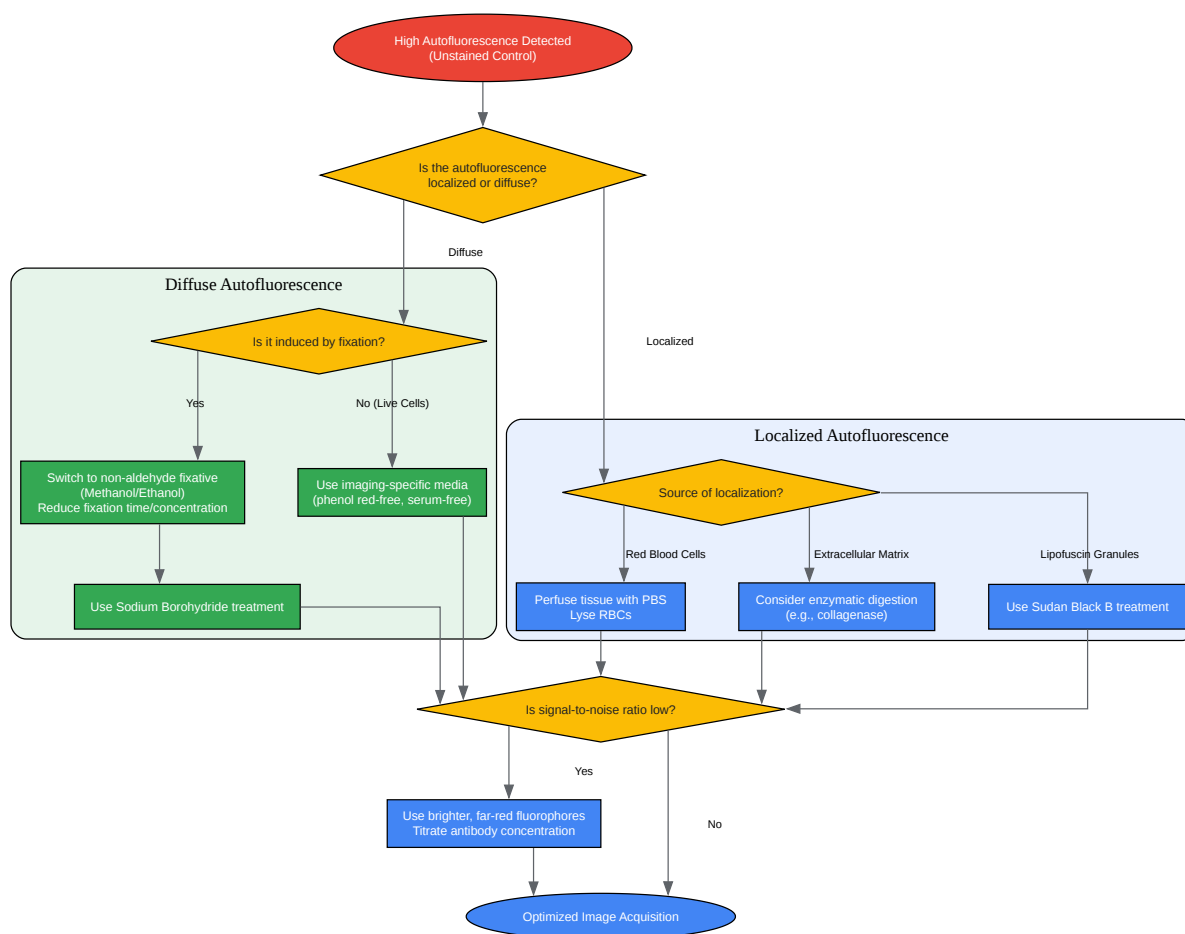 High Autofluorescence Detected
(Unstained Control)
Is the autofluorescence
localized or diffuse?
Diffuse
Diffuse Autofluorescence
Is it induced by fixation?
Localized
Yes
No (Live Cells)
Localized Autofluorescence
Switch to non-aldehyde fixative
(Methanol/Ethanol)
Reduce fixation time/concentration
Use imaging-specific media
(phenol red-free, serum-free)
Source of localization?
Red Blood Cells
Extracellular Matrix
Lipofuscin Granules
Use Sodium Borohydride treatment
Perfuse tissue with PBS
Lyse RBCs
Consider enzymatic digestion
(e.g., collagenase)
Use Sudan Black B treatment
Is signal-to-noise ratio low?
Yes
Use brighter, far-red fluorophores
Titrate antibody concentration
No
Optimized Image Acquisition